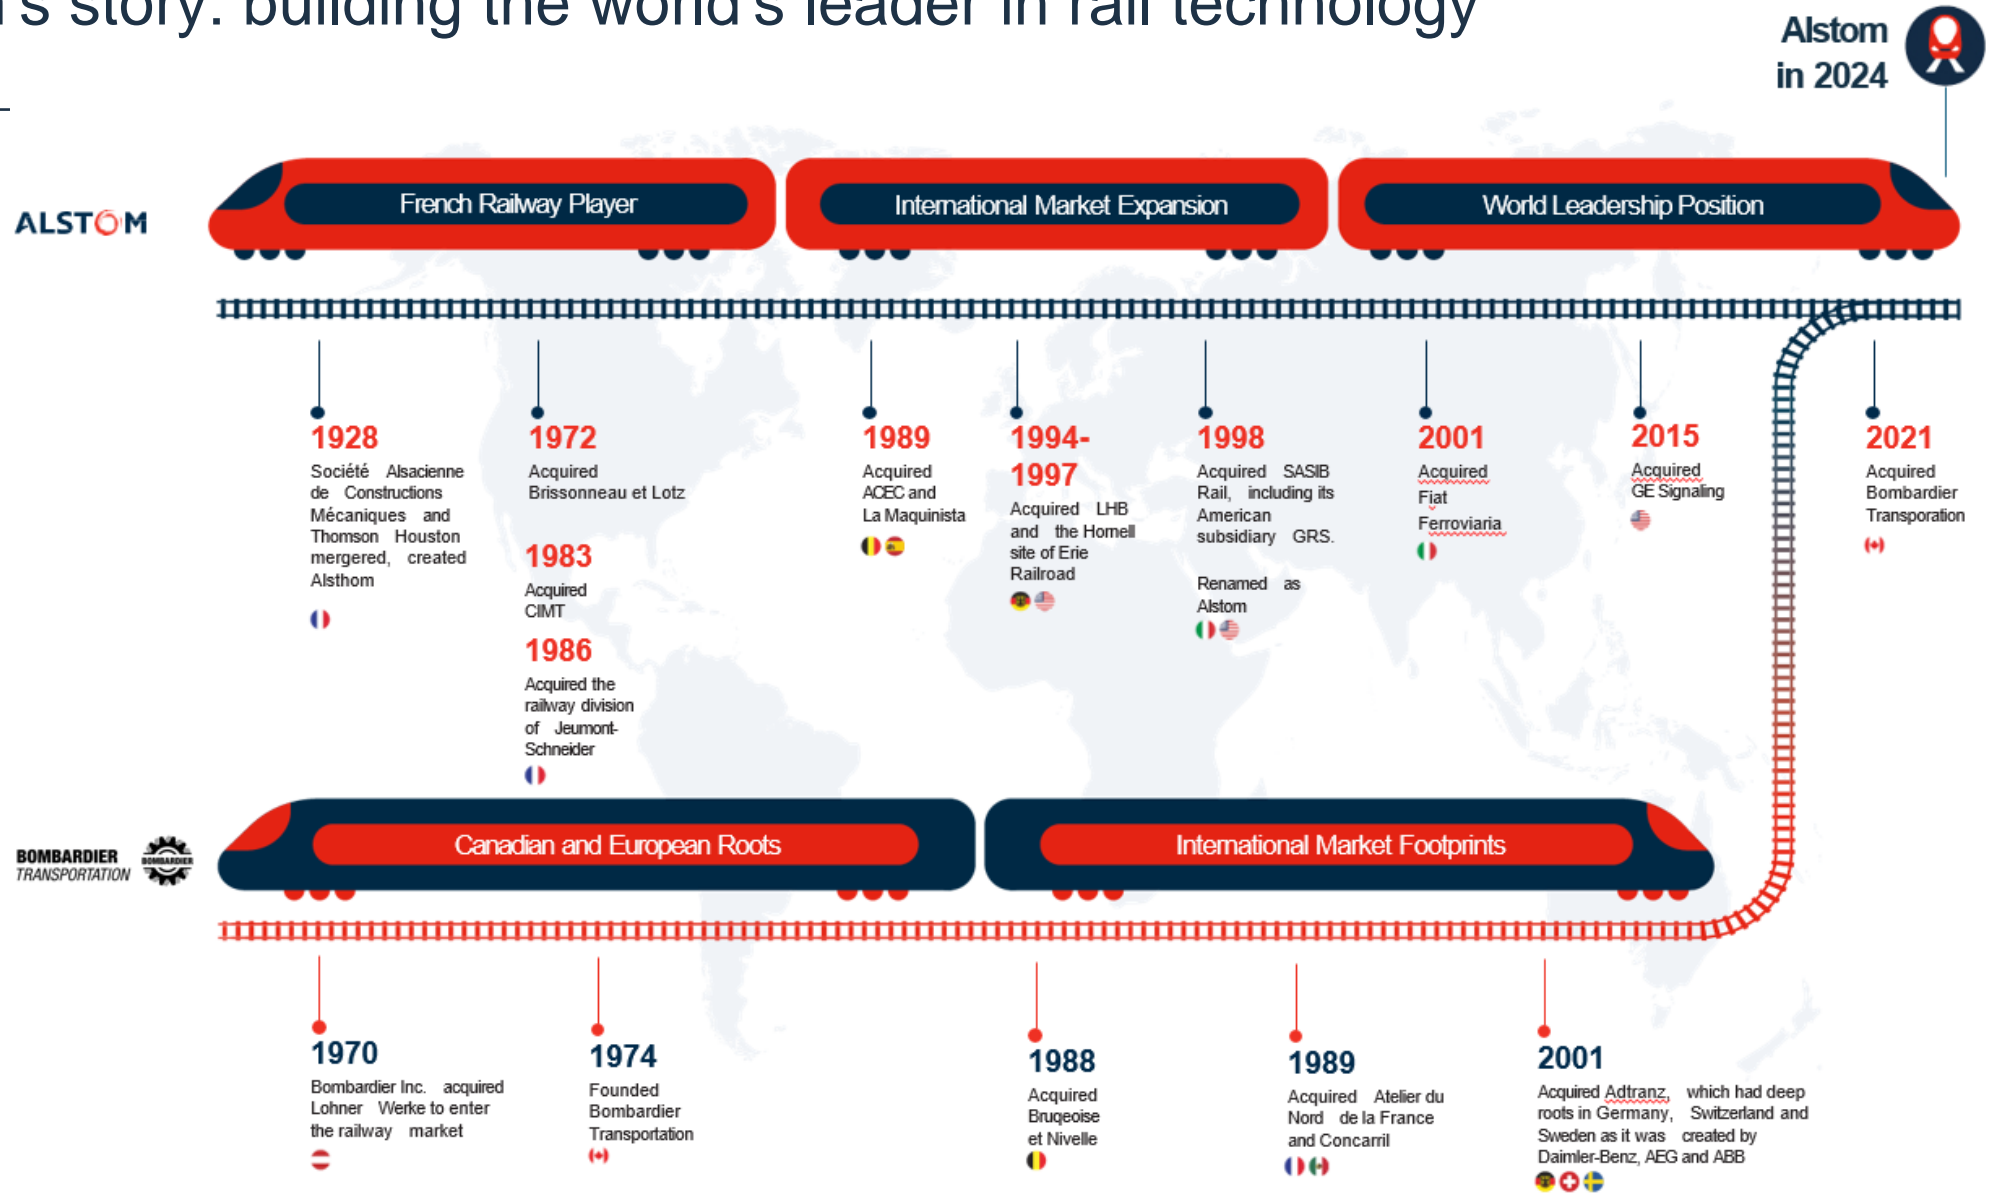 's story: building the world's leader in rail technology
Alstom
in 2024
ALSTOM
French Railway Player
International Market Expansion
World Leadership Position
1928
Société Alsacienne
de Constructions
Mécaniques and
Thomson Houston
mergered, created
Alsthom
1972
Acquired
Brissonneau et Lotz
1983
Acquired
CIMT
1986
Acquired the
railway division
of Jeumont-
Schneider
1989
Acquired
ACEC and
La Maquinista
1994-
1997
Acquired LHB
and the Hornell
site of Erie
Railroad
1998
Acquired SASIB
Rail, including its
American
subsidiary GRS.
Renamed as
Alstom
2001
Acquired
Fiat
Ferroviaria
2015
Acquired
GE Signaling
2021
Acquired
Bombardier
Transporation
BOMBARDIER
TRANSPORTATION
BOMBARDIER
Canadian and European Roots
International Market Footprints
1970
Bombardier Inc. acquired
Lohner Werke to enter
the railway market
1974
Founded
Bombardier
Transportation
1988
Acquired
Bruqeoise
et Nivelle
1989
Acquired Atelier du
Nord de la France
and Concarril
2001
Acquired Adtranz, which had deep
roots in Germany, Switzerland and
Sweden as it was created by
Daimler-Benz, AEG and ABB